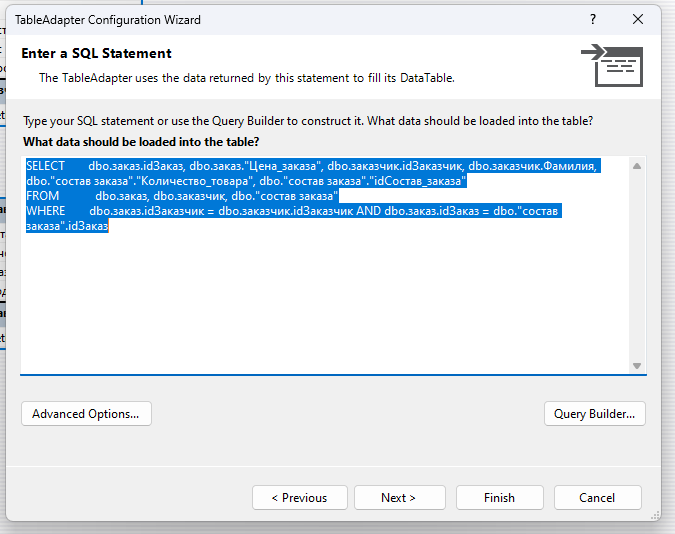 TableAdapter Configuration Wizard
?
Enter a SQL Statement
The TableAdapter uses the data returned by this statement to fill its DataTable.
Type your SQL statement or use the Query Builder to construct it. What data should be loaded into the table?
What data should be loaded into the table?
SELECT dbo.заказ.idЗаказ, dbo.заказ."Цена_заказа", dbo.заказчик.idЗаказчик, dbo.заказчик.Фамилия,
dbo."состав заказа"."Количество_товара", dbo."состав заказа"."idСостав_заказа"
FROM dbo.заказ, dbo.заказчик, dbo."состав заказа"
WHERE dbo.заказ.idЗаказчик = dbo.заказчик.idЗаказчик AND dbo.заказ.idЗаказ = dbo."состав
заказа".idЗаказ
Advanced Options...
Query Builder...
< Previous
Next >
Finish
Cancel